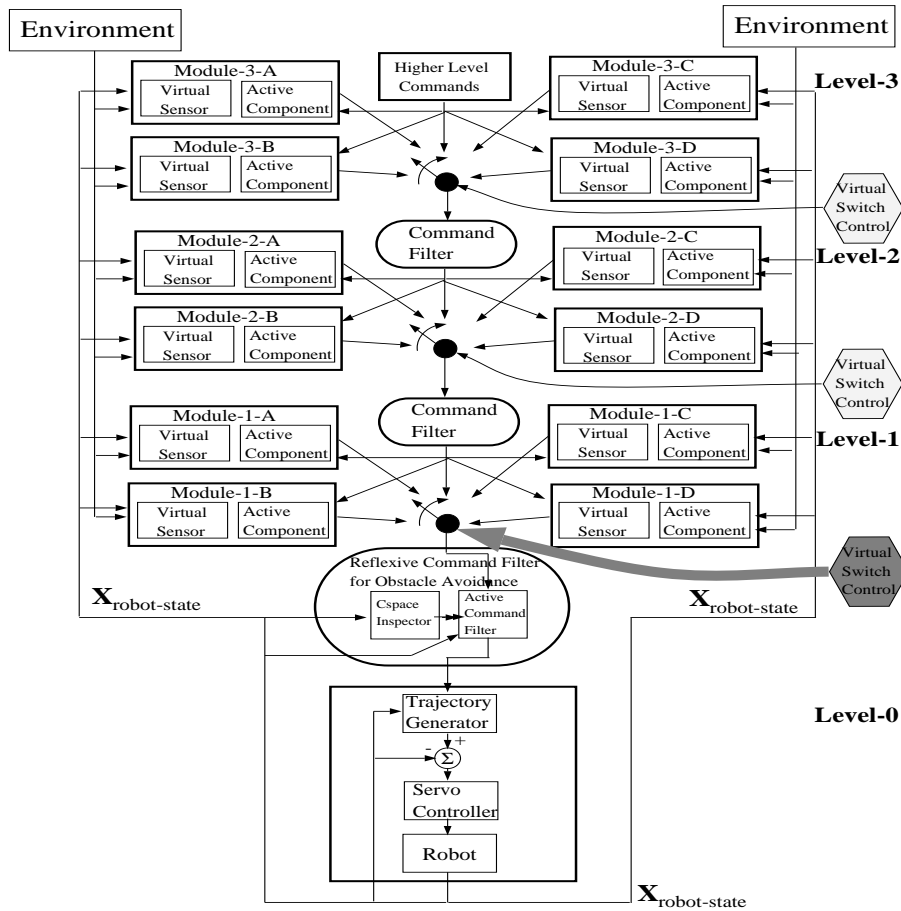 Environment
Environment
Module-3-A
Virtual
Sensor
Active
Component
Higher Level
Commands
Module-3-C
Virtual
Sensor
Active
Component
Level-3
Module-3-B
Virtual
Sensor
Active
Component
Module-3-D
Virtual
Sensor
Active
Component
Virtual
Switch
Control
Command
Filter
Module-2-A
Virtual
Sensor
Active
Component
Module-2-C
Virtual
Sensor
Active
Component
Level-2
Module-2-B
Virtual
Sensor
Active
Component
Module-2-D
Virtual
Sensor
Active
Component
Virtual
Switch
Control
Command
Filter
Module-1-A
Virtual
Sensor
Active
Component
Module-1-C
Virtual
Sensor
Active
Component
Level-1
Module-1-B
Virtual
Sensor
Active
Component
Module-1-D
Virtual
Sensor
Active
Component
Virtual
Switch
Control
Reflexive Command Filter
for Obstacle Avoidance
Cspace
Inspector
Active
Command
Filter
X robot-state
X robot-state
Trajectory
Generator
+
-
Σ
Servo
Controller
Robot
Level-0
X robot-state